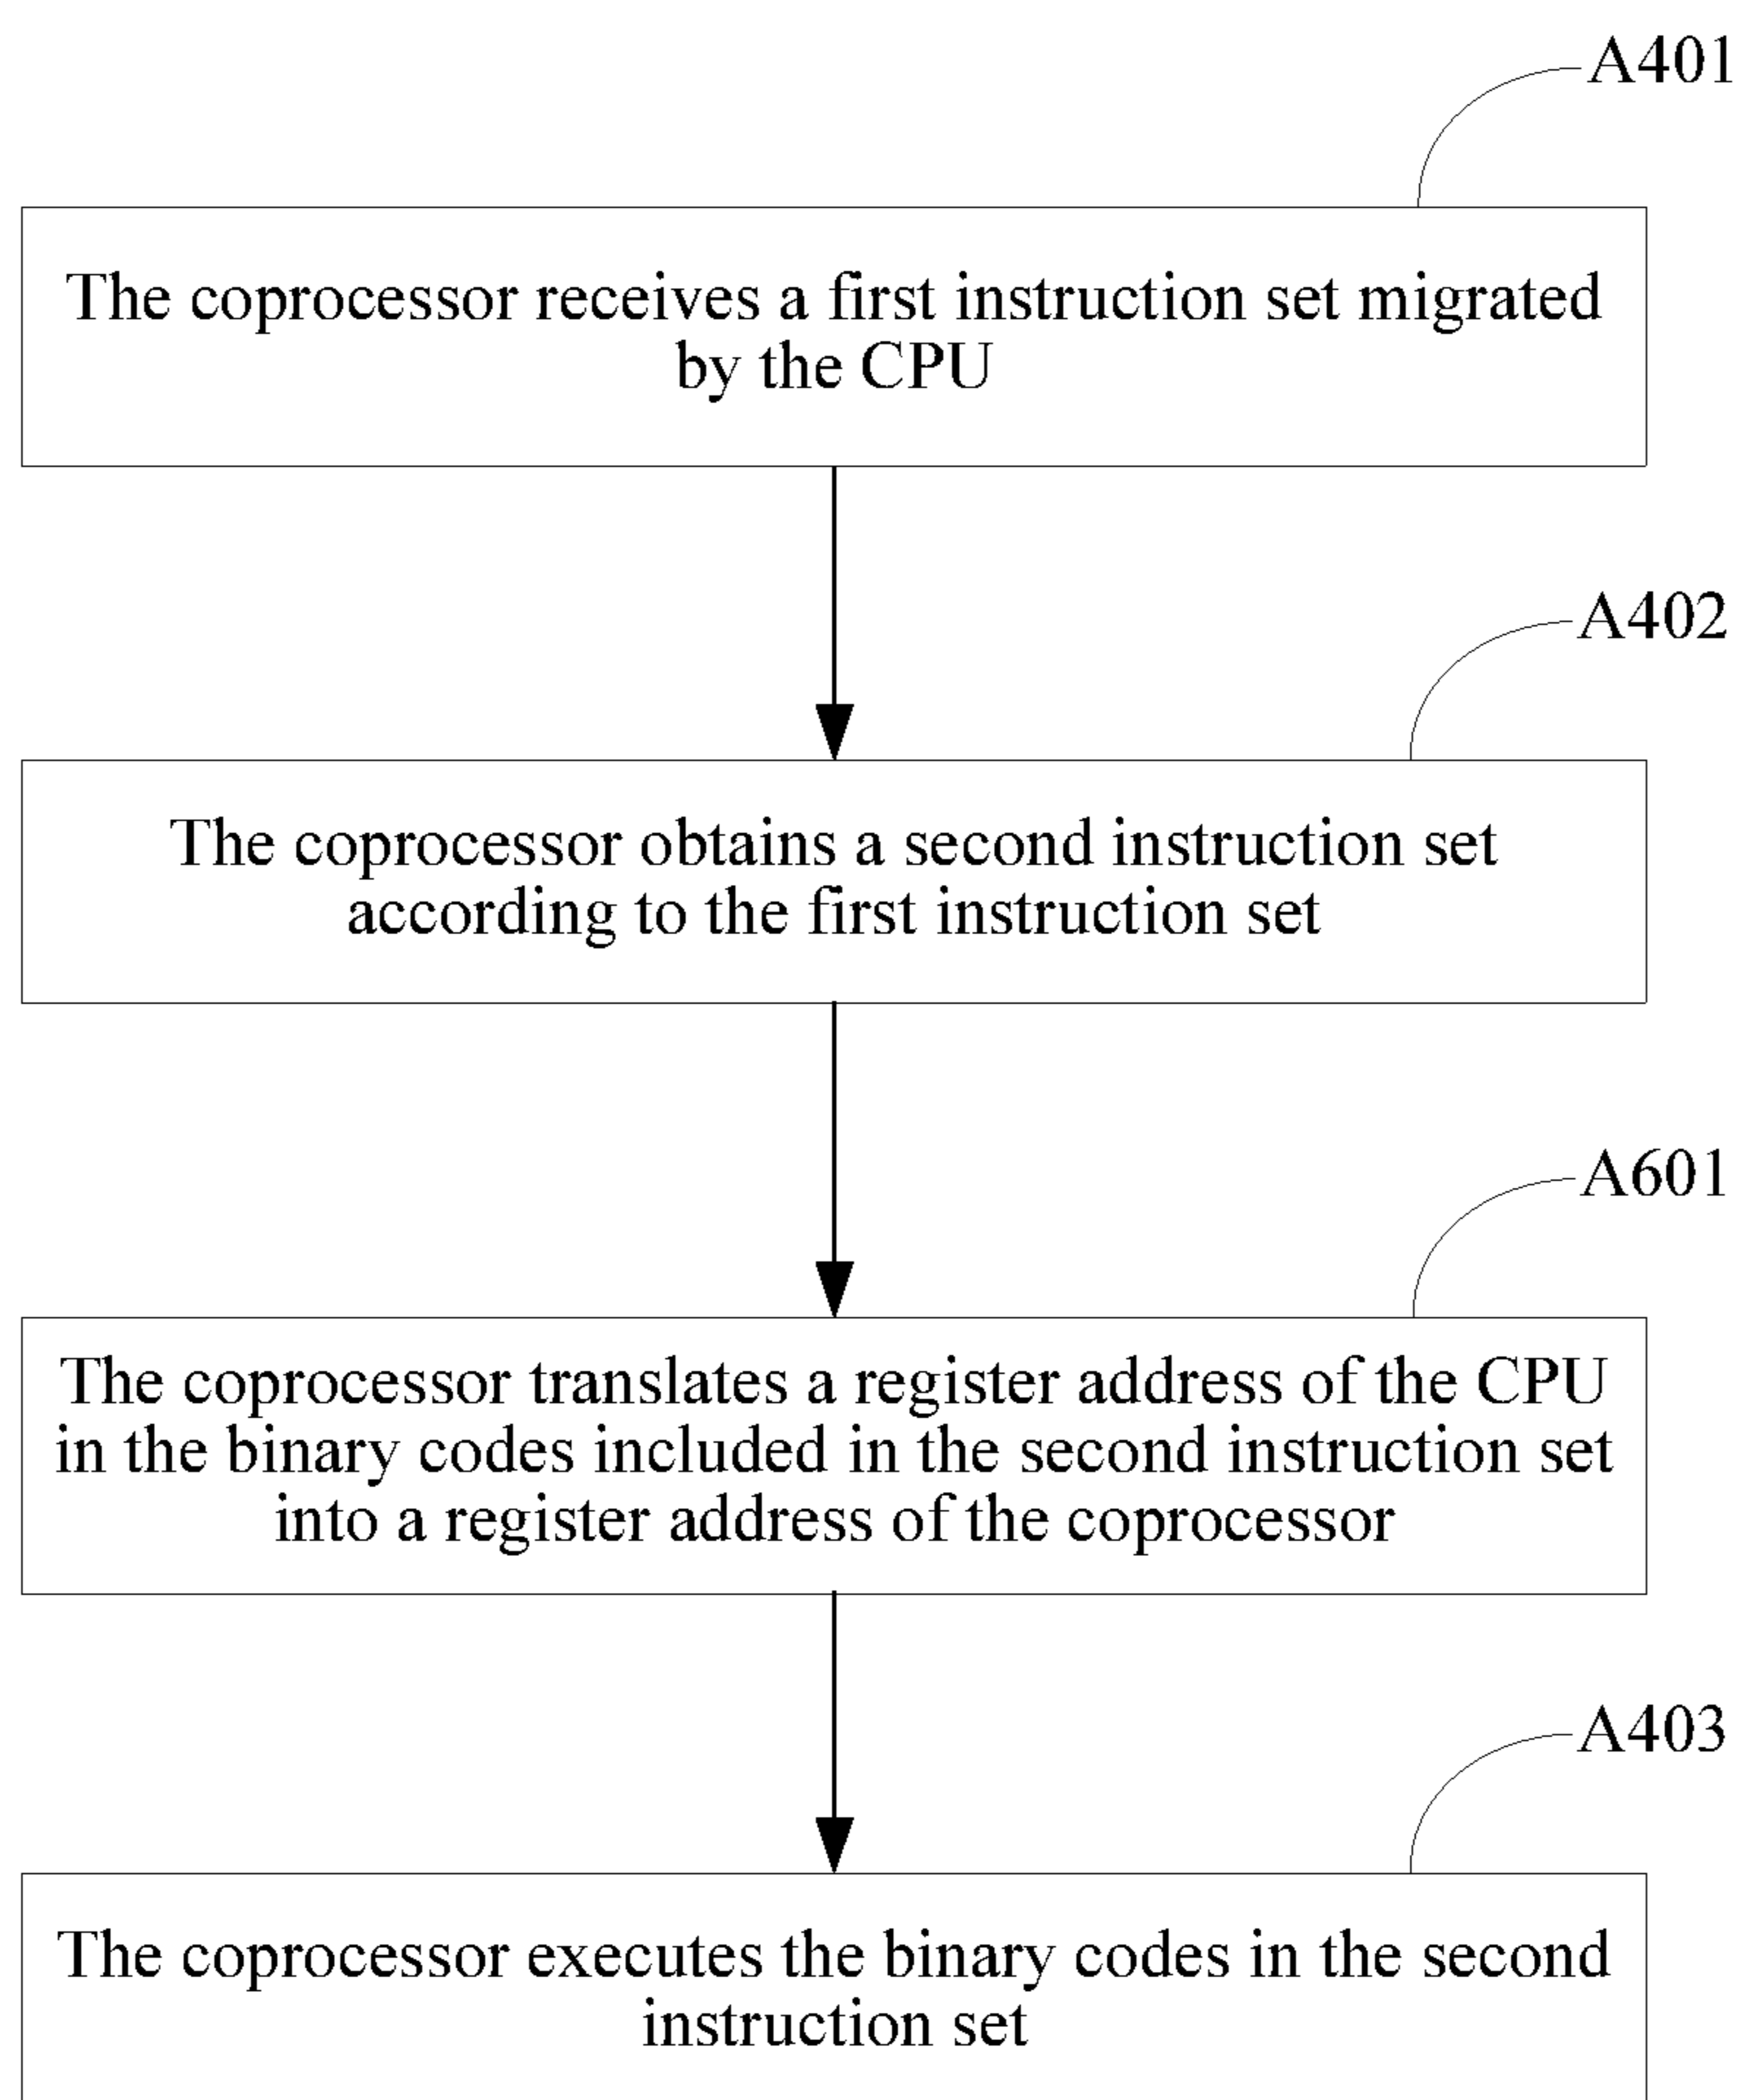 A401
The coprocessor receives a first instruction set migrated
by the CPU
A402
The coprocessor obtains a second instruction set
according to the first instruction set
A601
The coprocessor translates a register address of the CPU
in the binary codes included in the second instruction set
into a register address of the coprocessor
A403
The coprocessor executes the binary codes in the second
instruction set